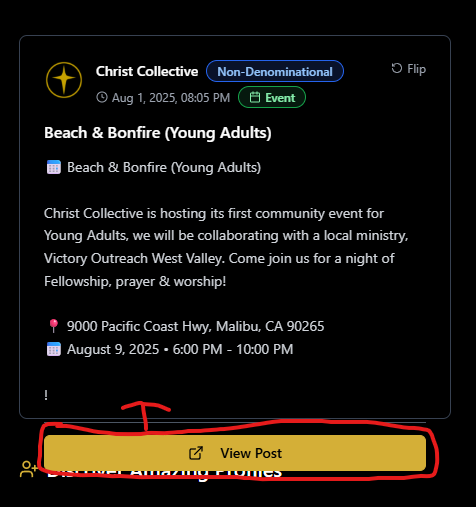 Christ Collective Non-Denominational Flip
Aug 1, 2025, 08:05 PM Event
Beach & Bonfire (Young Adults)
Beach & Bonfire (Young Adults)
Christ Collective is hosting its first community event for
Young Adults, we will be collaborating with a local ministry,
Victory Outreach West Valley. Come join us for a night of
Fellowship, prayer & worship!
9000 Pacific Coast Hwy, Malibu, CA 90265
August 9, 2025 • 6:00 PM - 10:00 PM
!
View Post
Discover Amazing Profiles